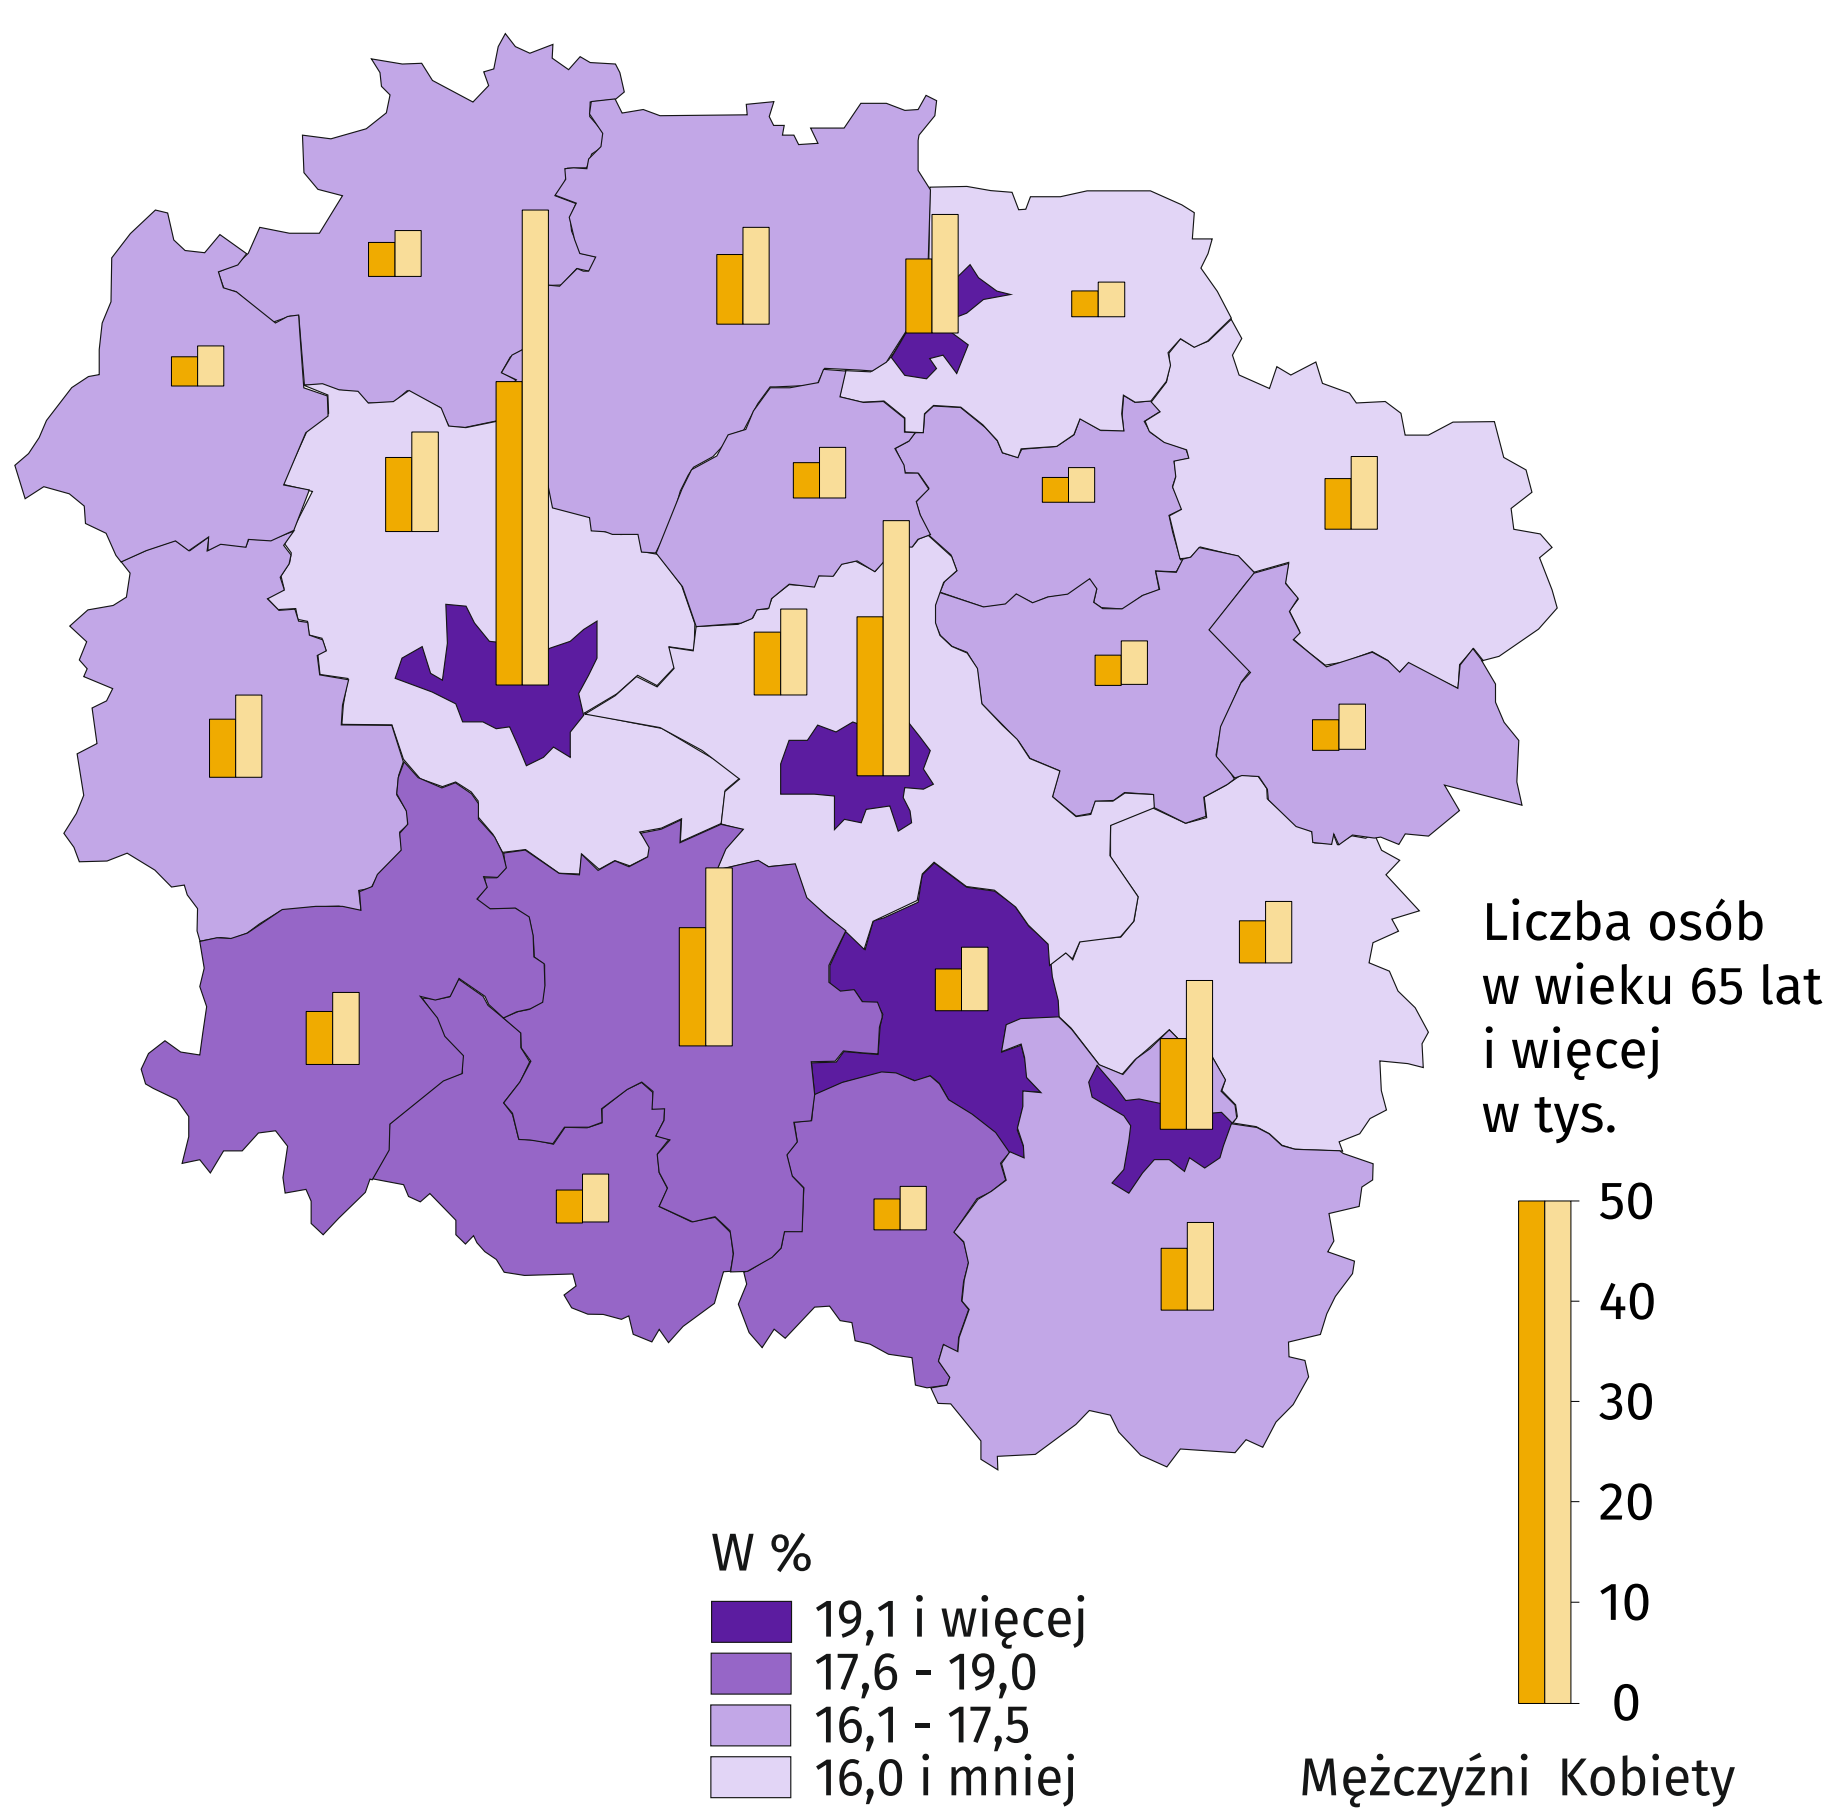 Liczba osób
w wieku 65 lat
i więcej
w tys.
50
40
30
20
10
0
Mężczyźni Kobiety
W %
19,1 i więcej
17,6 - 19,0
16,1 - 17,5
16,0 i mniej